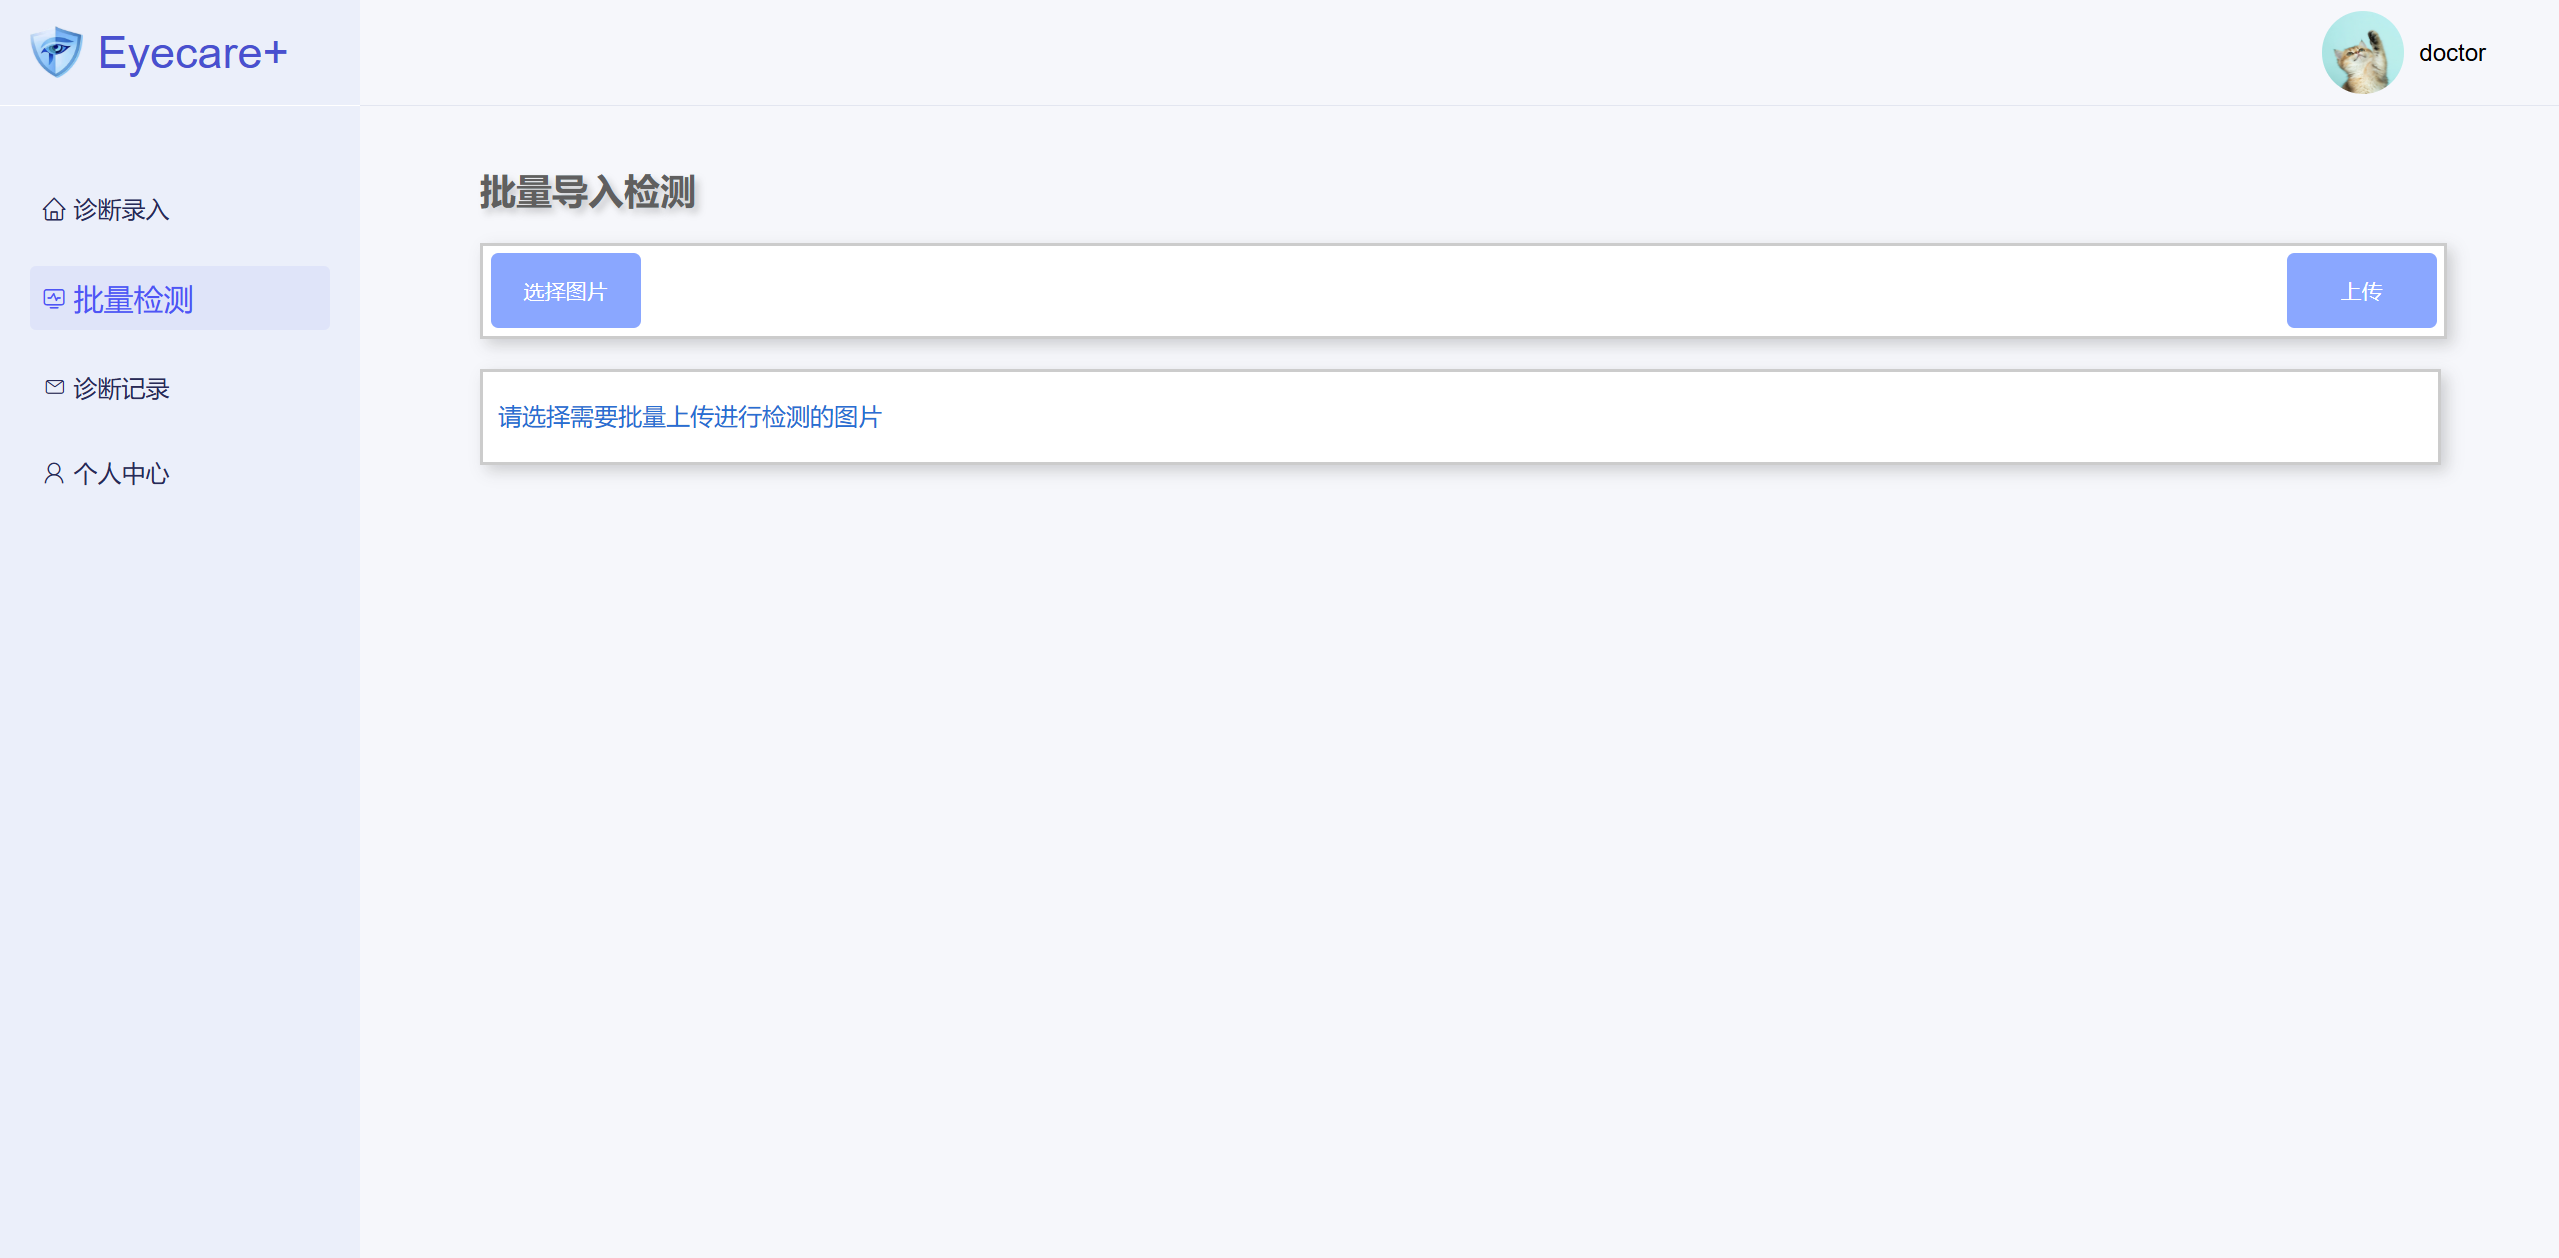 Eyecare+
doctor
诊断录入
批量检测
诊断记录
个人中心
批量导入检测
选择图片
上传
请选择需要批量上传进行检测的图片